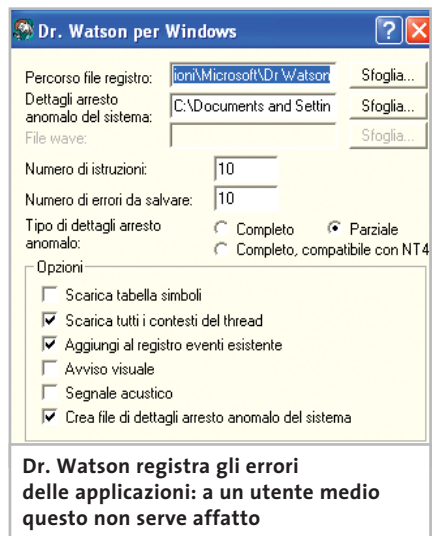 Dr. Watson per Windows
Percorso file registro: ioni\Microsoft\Dr Watson Sfoglia...
Dettagli arresto
anomalo del sistema: C:\Documents and Settin Sfoglia...
File wave: Sfoglia...
Numero di istruzioni: 10
Numero di errori da salvare: 10
Tipo di dettagli arresto
anomalo:
Completo Parziale
Completo, compatibile con NT4
Opzioni
Scarica tabella simboli
Scarica tutti i contesti del thread
Aggiungi al registro eventi esistente
Avviso visuale
Segnale acustico
Crea file di dettagli arresto anomalo del sistema
Dr. Watson registra gli errori
delle applicazioni: a un utente medio
questo non serve affatto